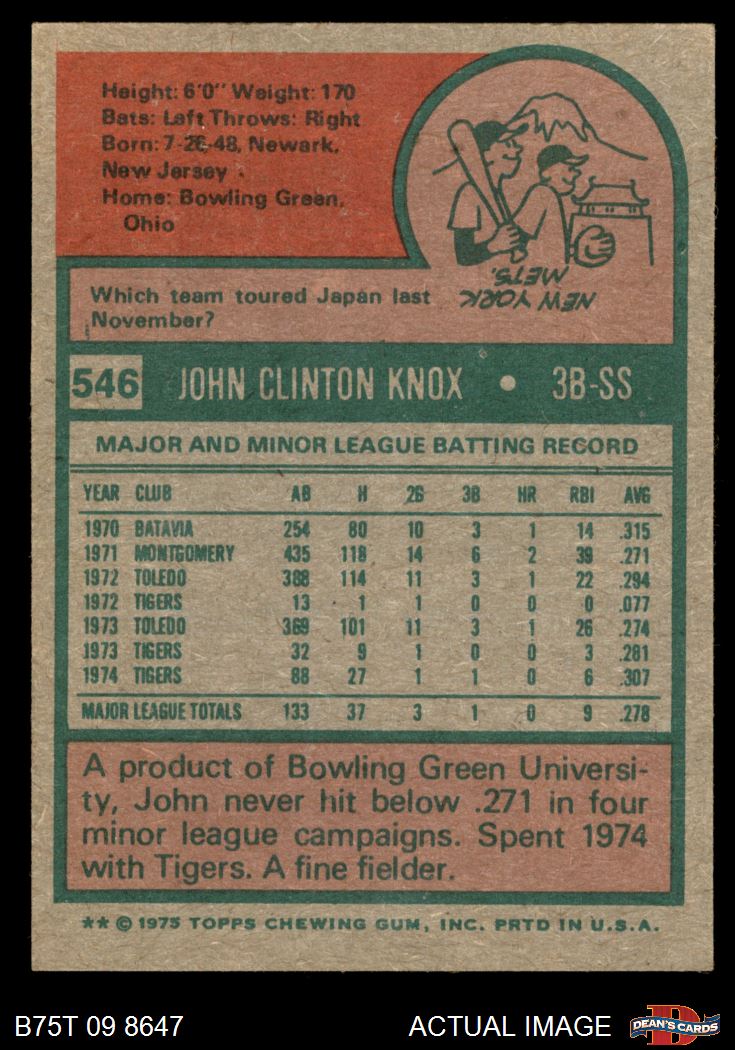 Height: 6'0" Weight: 170
Bats: Left Throws: Right
Born: 7-26-48, Newark,
New Jersey
Home: Bowling Green,
Ohio
Which team toured Japan last
November?
NEW YORK
METS.
546 JOHN CLINTON KNOX • 3B-SS
MAJOR AND MINOR LEAGUE BATTING RECORD
YEAR CLUB AB H 2B 3B HR RBI AVG
1970 BATAVIA 254 80 10 3 1 14 .315
1971 MONTGOMERY 435 118 14 6 2 39 .271
1972 TOLEDO 388 114 11 3 1 22 .294
1972 TIGERS 13 1 1 0 0 0 .077
1973 TOLEDO 369 101 11 3 1 26 .274
1973 TIGERS 32 9 1 0 0 3 .281
1974 TIGERS 88 27 1 1 0 6 .307
MAJOR LEAGUE TOTALS 133 37 3 1 0 9 .278
A product of Bowling Green Universi-
ty, John never hit below .271 in four
minor league campaigns. Spent 1974
with Tigers. A fine fielder.
** © 1975 TOPPS CHEWING GUM, INC. PRTD IN U.S.A.
B75T 09 8647 ACTUAL IMAGE DEAN'S CARDS